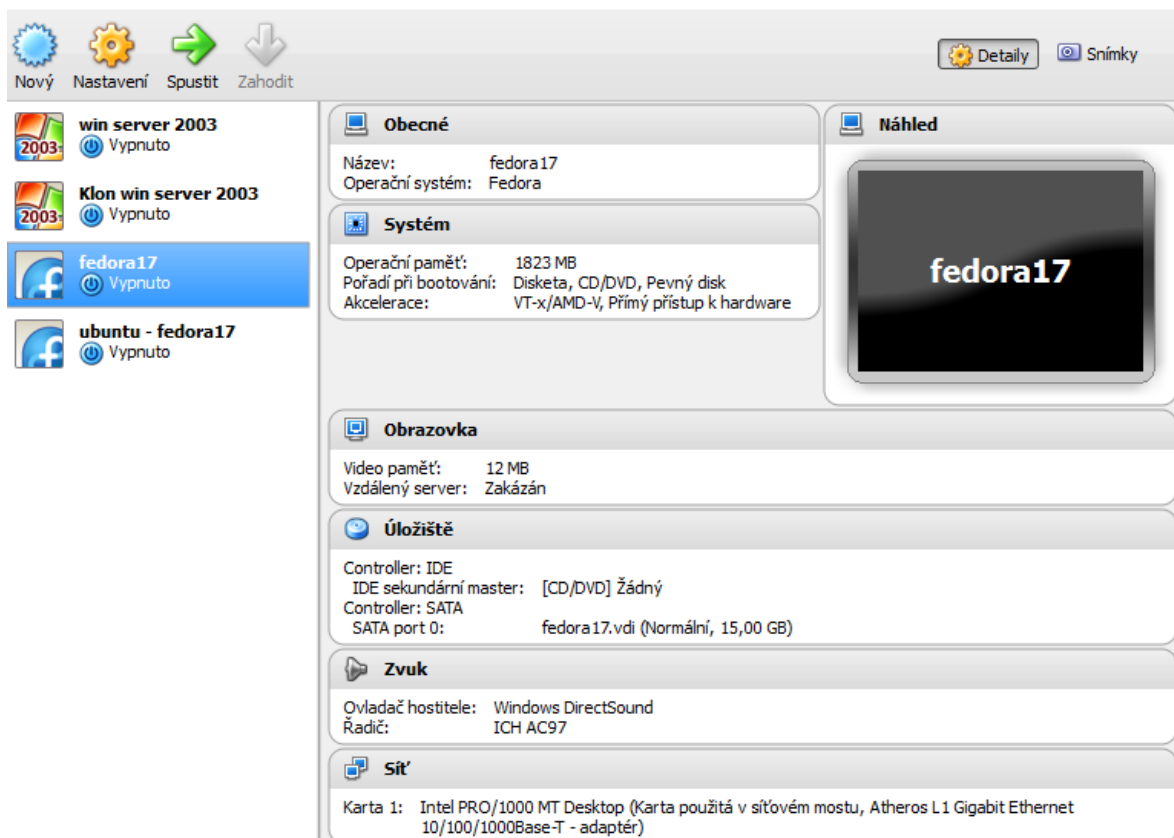 Nový Nastavení Spustit Zahodit
Detaily Snímky
win server 2003
Vypnuto
2003
Klon win server 2003
Vypnuto
2003
fedora17
Vypnuto
ubuntu - fedora17
Vypnuto
Obecné
Název: fedora17
Operační systém: Fedora
Systém
Operační paměť: 1823 MB
Pořadí při bootování: Disketa, CD/DVD, Pevný disk
Akcelerace: VT-x/AMD-V, Přímý přístup k hardware
Náhled
fedora17
Obrazovka
Video paměť: 12 MB
Vzdálený server: Zakázán
Úložiště
Controller: IDE
IDE sekundární master: [CD/DVD] Žádný
Controller: SATA
SATA port 0: fedora17.vdi (Normální, 15,00 GB)
Zvuk
Ovladač hostitele: Windows DirectSound
Řadič: ICH AC97
Síť
Karta 1: Intel PRO/1000 MT Desktop (Karta použitá v síťovém mostu, Atheros L1 Gigabit Ethernet
10/100/1000Base-T - adaptér)